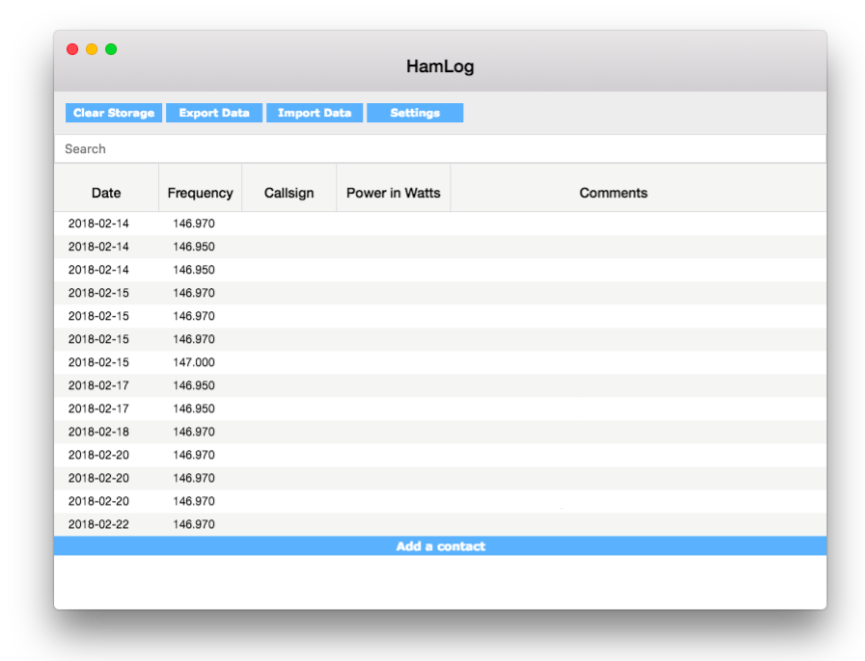 HamLog
Clear Storage Export Data Import Data Settings
Search
Date Frequency Callsign Power in Watts Comments
2018-02-14 146.970
2018-02-14 146.950
2018-02-14 146.950
2018-02-15 146.970
2018-02-15 146.970
2018-02-15 146.970
2018-02-15 147.000
2018-02-17 146.950
2018-02-17 146.950
2018-02-18 146.970
2018-02-20 146.970
2018-02-20 146.970
2018-02-20 146.970
2018-02-22 146.970
Add a contact